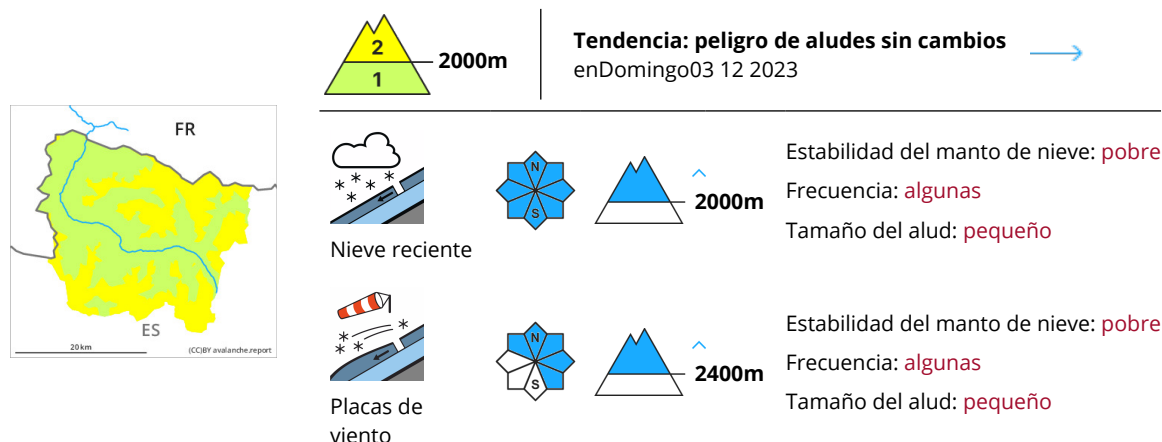 2
1
2000m
Tendencia: peligro de aludes sin cambios
enDomingo03 12 2023
FR
ES
20 km
(CC)BY avalanche.report
Nieve reciente
N
S
2000m
Estabilidad del manto de nieve: pobre
Frecuencia: algunas
Tamaño del alud: pequeño
Placas de
viento
N
S
2400m
Estabilidad del manto de nieve: pobre
Frecuencia: algunas
Tamaño del alud: pequeño